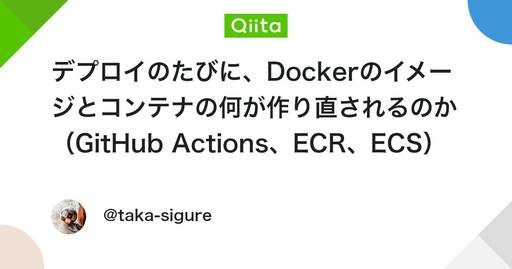 Qiita
デプロイのたびに、Dockerのイメー
ジとコンテナの何が作り直されるのか
（GitHub Actions、ECR、ECS）
@taka-sigure